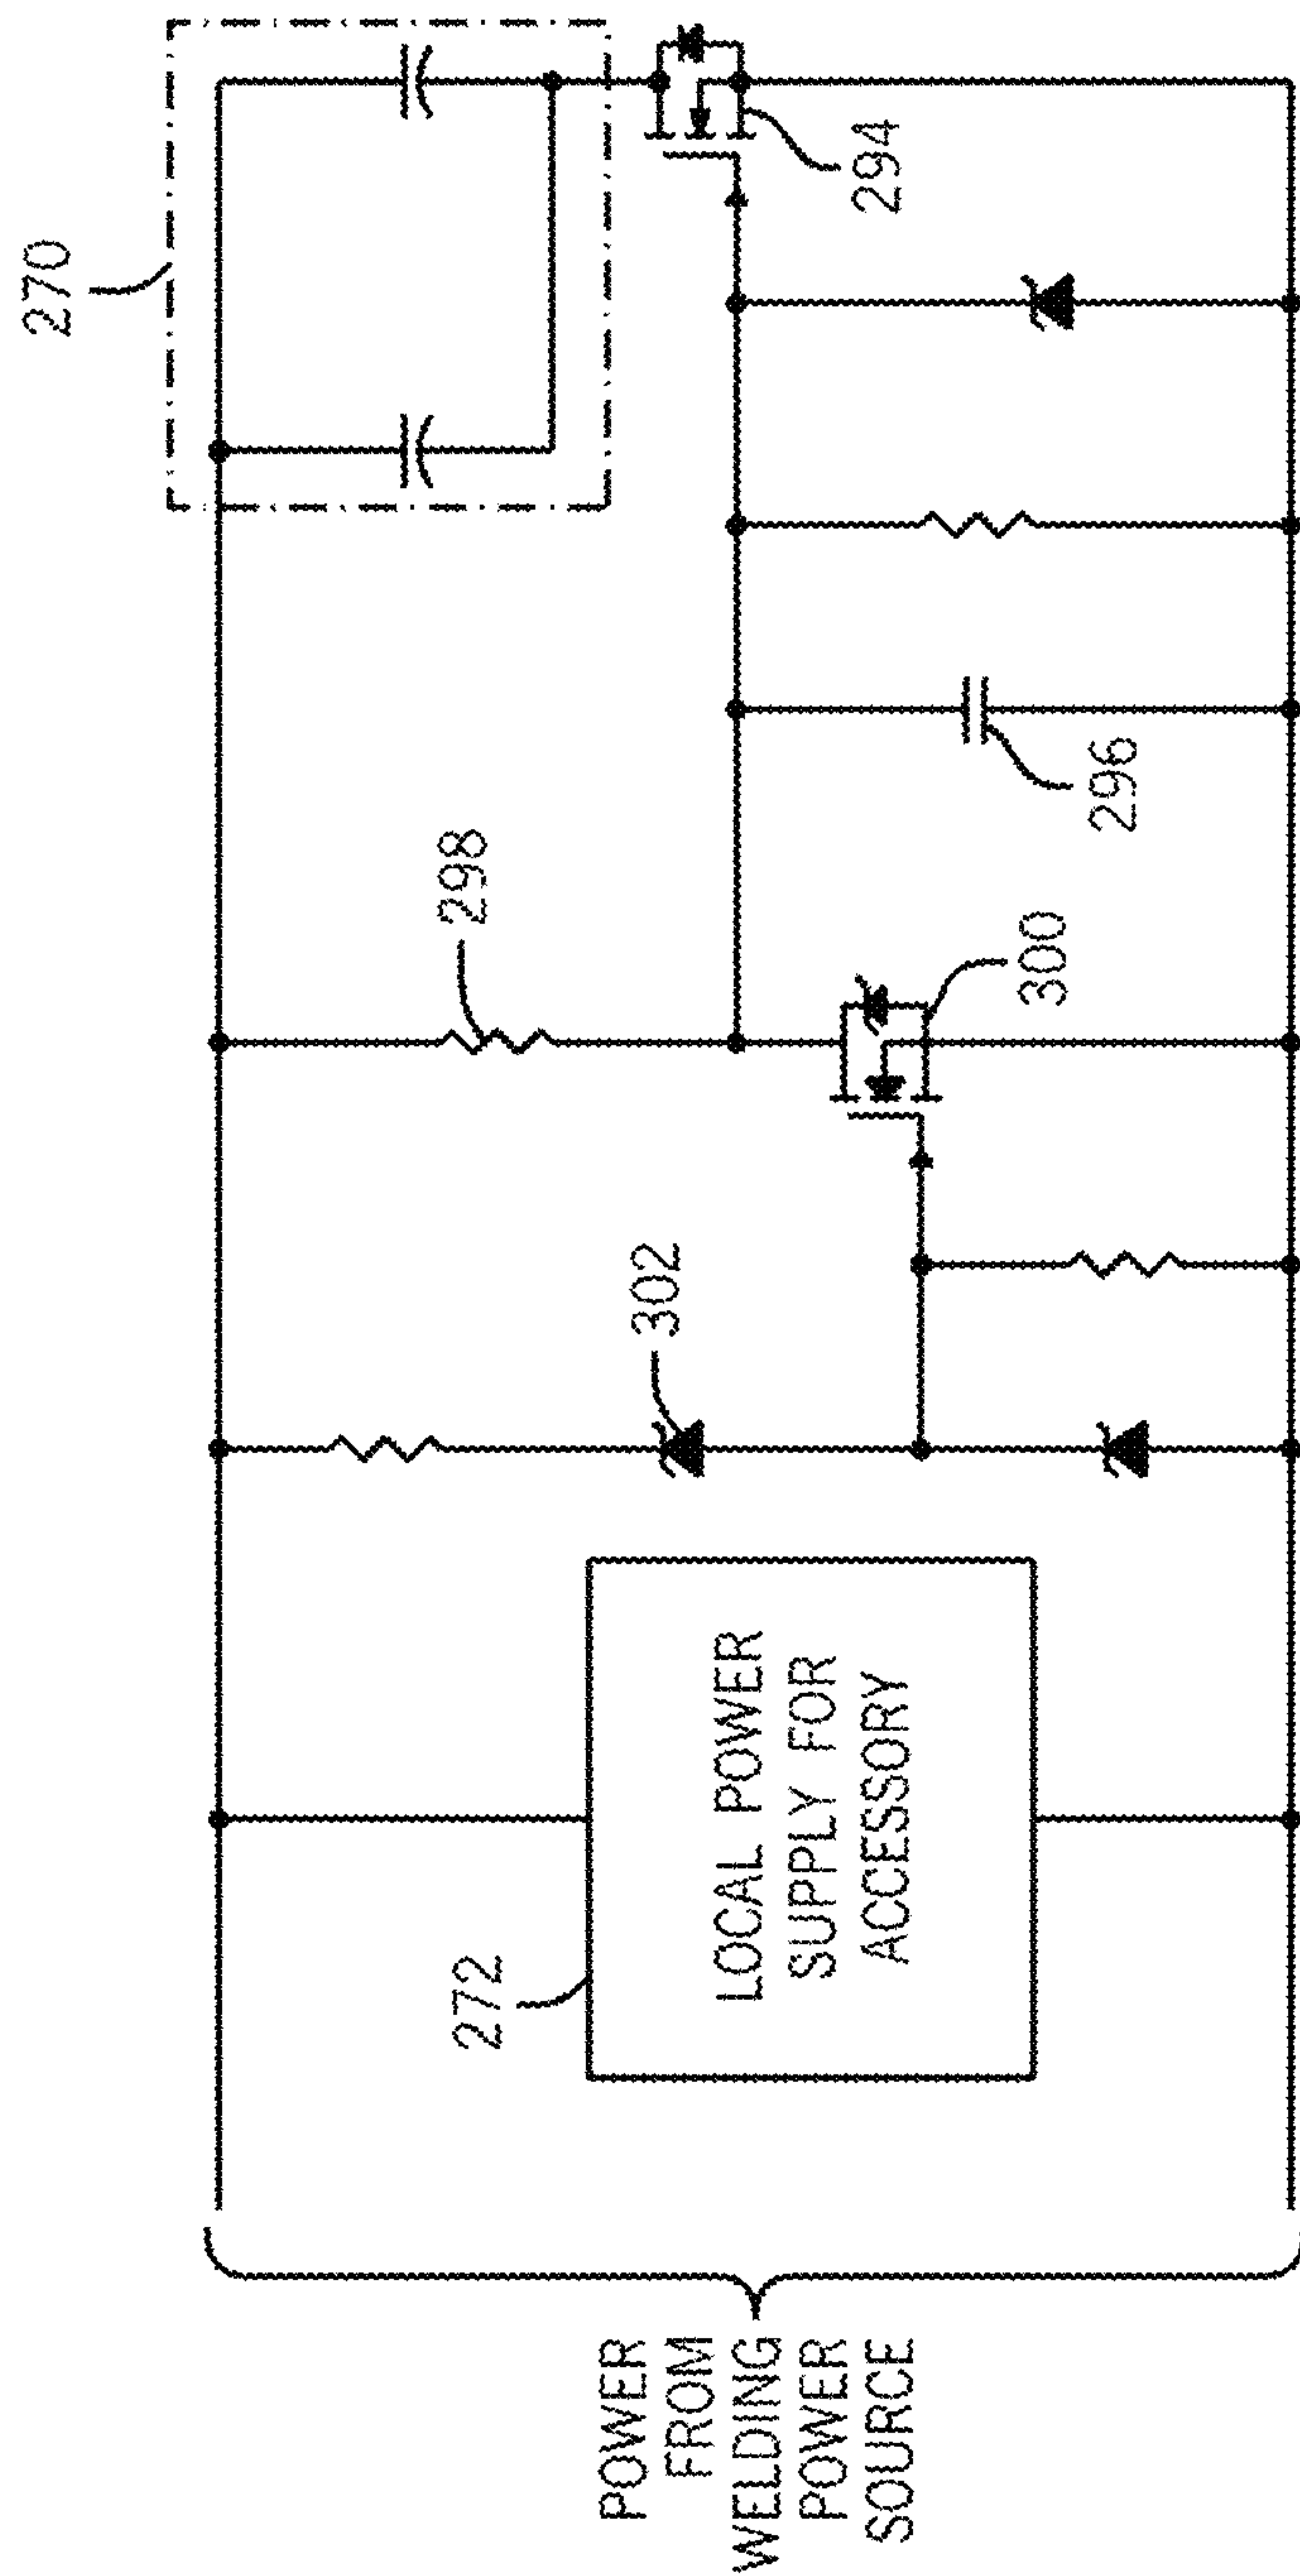 POWER
FROM
WELDING
POWER
SOURCE
272
LOCAL POWER
SUPPLY FOR
ACCESSORY
302
298
300
296
270
294